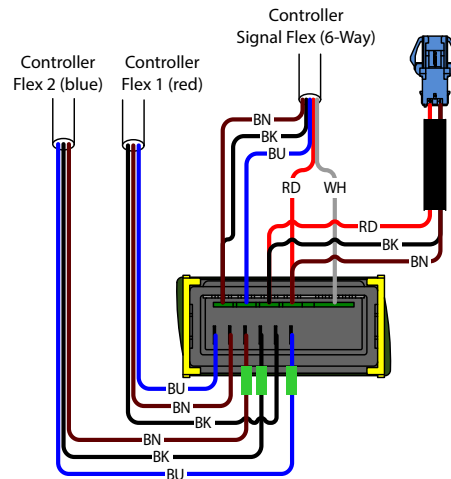 Controller
Signal Flex (6-Way)
Controller
Flex 2 (blue)
Controller
Flex 1 (red)
BN
BK
BU
RD
WH
RD
BK
BN
BU
BN
BK
BN
BK
BU